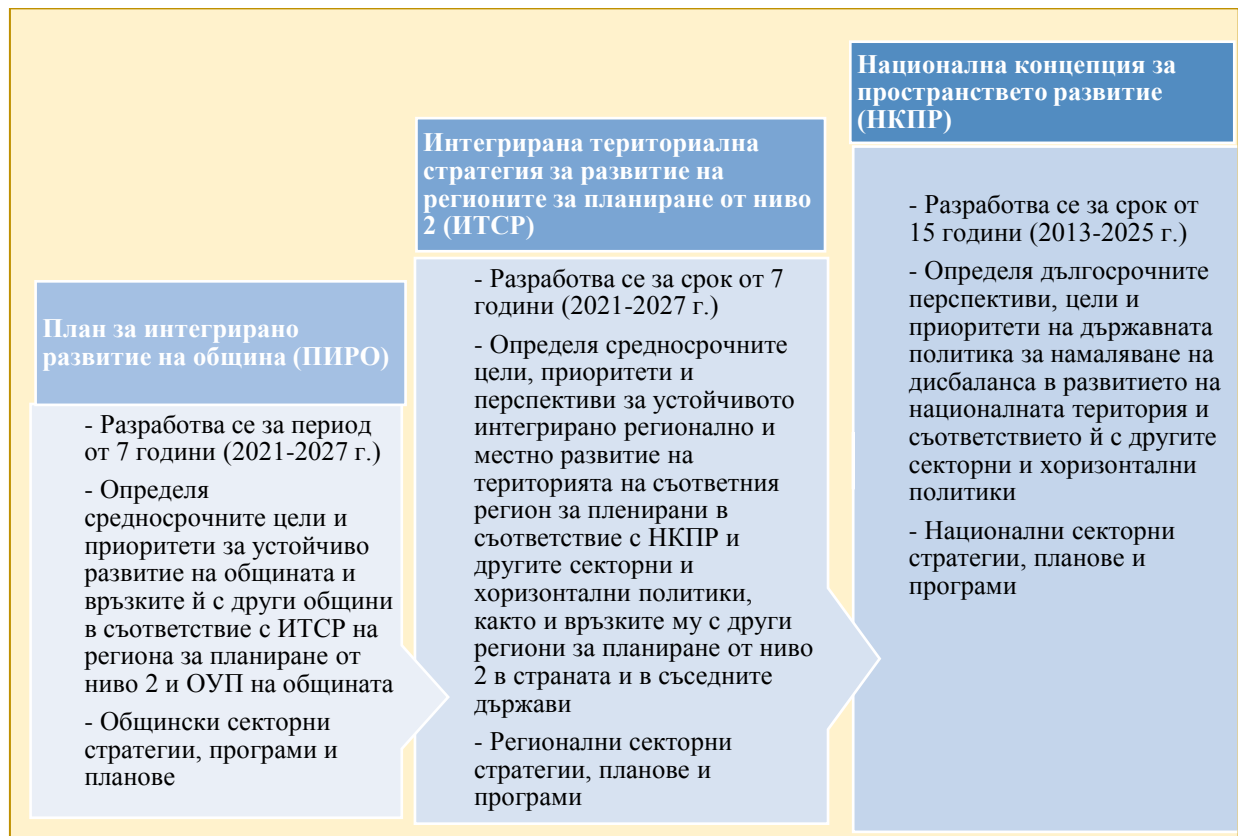 План за интегрирано
развитие на община (ПИРО)
- Разработва се за период
от 7 години (2021-2027 г.)
- Определя
средносрочните цели и
приоритети за устойчиво
развитие на общината и
връзките й с други общини
в съответствие с ИТСР на
региона за планиране от
ниво 2 и ОУП на общината
- Общински секторни
стратегии, програми и
планове
Интегрирана териториална
стратегия за развитие на
регионите за планиране от ниво
2 (ИТСР)
- Разработва се за срок от 7
години (2021-2027 г.)
- Определя средносрочните
цели, приоритети и
перспективи за устойчивото
интегрирано регионално и
местно развитие на
територията на съответния
регион за пленирани в
съответствие с НКПР и
другите секторни и
хоризонтални политики,
както и връзките му с други
региони за планиране от ниво
2 в страната и в съседните
държави
- Регионални секторни
стратегии, планове и
програми
Национална концепция за
пространството развитие
(НКПР)
- Разработва се за срок от
15 години (2013-2025 г.)
- Определя дългосрочните
перспективи, цели и
приоритети на държавната
политика за намаляване на
дисбаланса в развитието на
националната територия и
съответствието й с другите
секторни и хоризонтални
политики
- Национални секторни
стратегии, планове и
програми